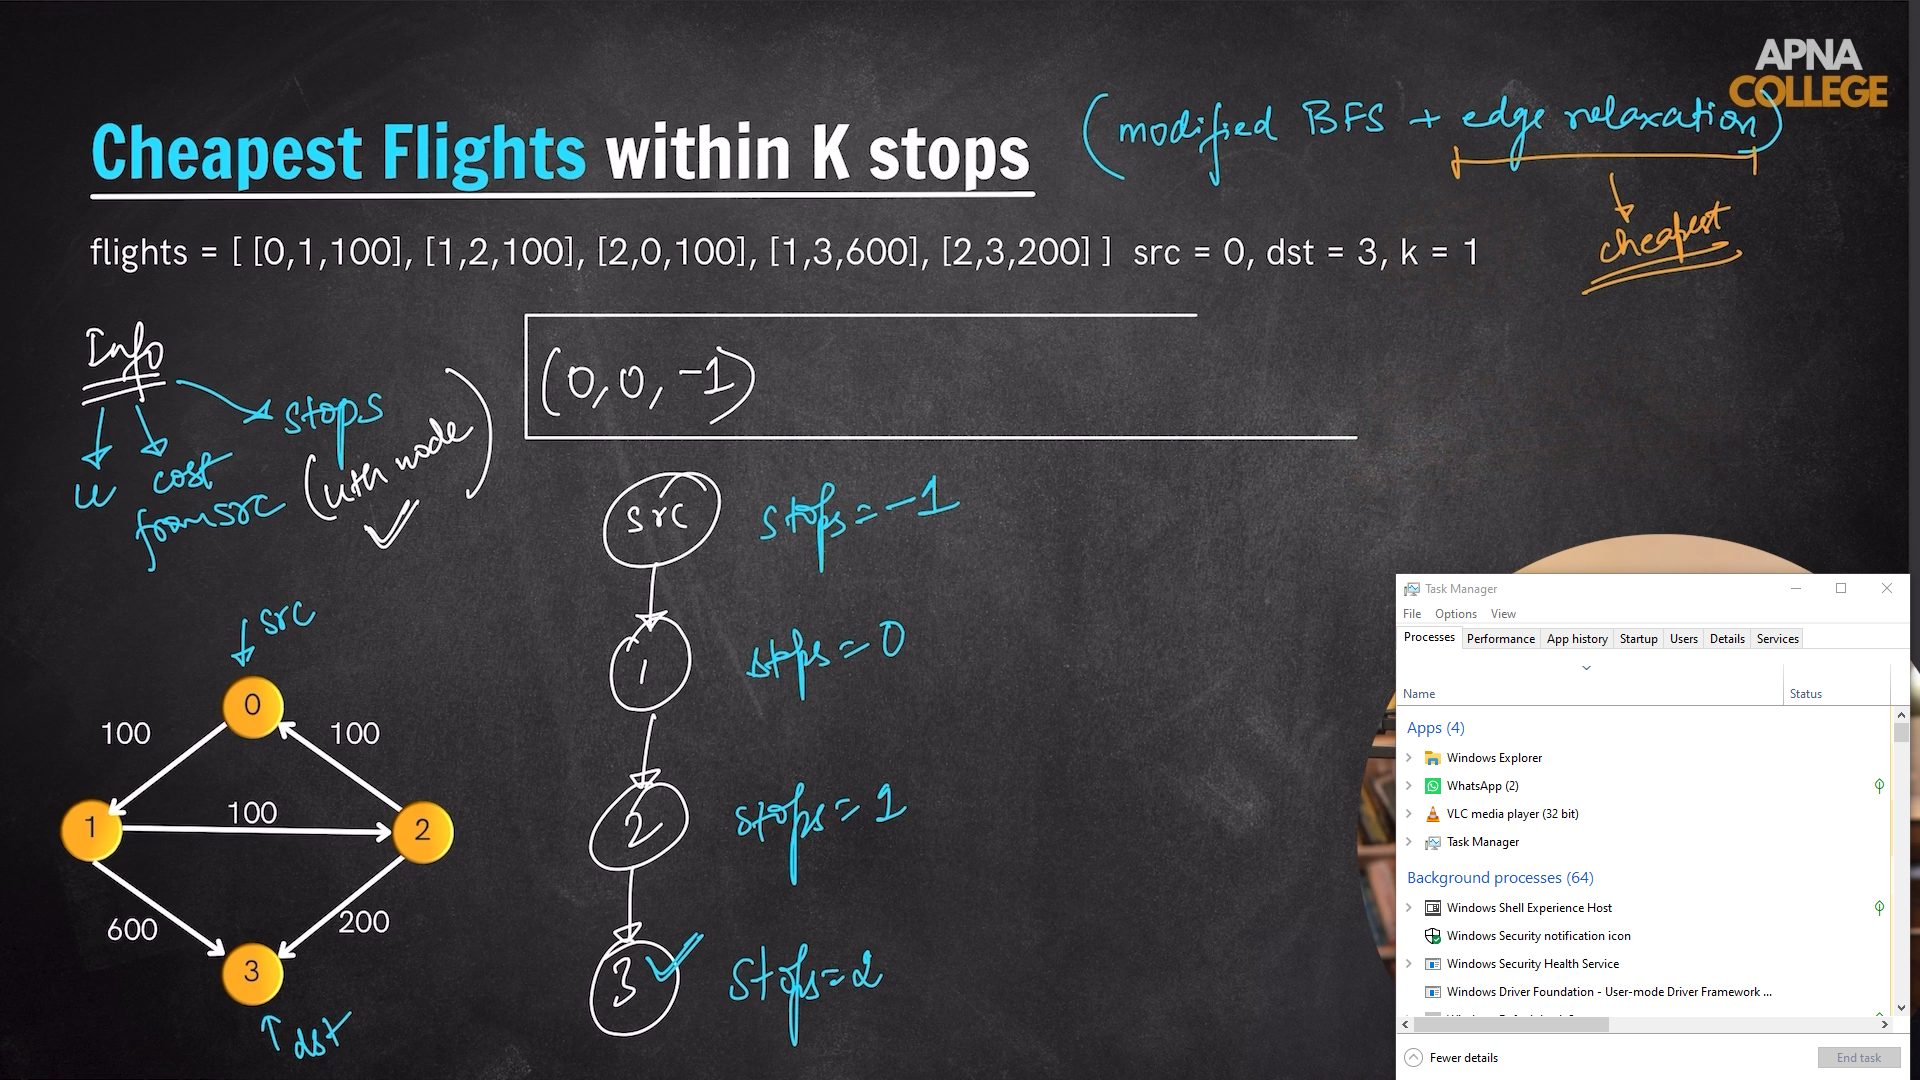 APNA
COLLEGE
(modified BFS + edge relaxation)
Cheapest Flights within K stops
cheapest
flights = [ [0,1,100], [1,2,100], [2,0,100], [1,3,600], [2,3,200] ] src = 0, dst = 3, k = 1
Info
(0, 0, -1)
stops
u
cost
from src
(uth node)
src
stops = -1
1
stops = 0
2
stops = 1
3
stops = 2
src
0
100
100
1
100
2
600
200
3
dst
Task Manager
File Options View
Processes Performance App history Startup Users Details Services
Name Status
Apps (4)
Windows Explorer
WhatsApp (2)
VLC media player (32 bit)
Task Manager
Background processes (64)
Windows Shell Experience Host
Windows Security notification icon
Windows Security Health Service
Windows Driver Foundation - User-mode Driver Framework ...
Fewer details
End task